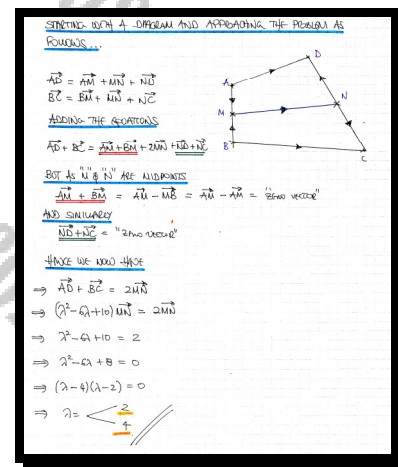 STARTING WITH A DIAGRAM AND APPROACHING THE PROBLEM AS
FOLLOWS...
AD = AM + MN + ND
BC = BM + MN + NC
ADDING THE EQUATIONS
AD + BC = AM + BM + 2MN + ND + NC
BUT AS "M" & "N" ARE MIDPOINTS
AM + BM = AM - MB = AM - AM = "ZERO VECTOR"
AND SIMILARLY
ND + NC = "ZERO VECTOR"
HENCE WE NOW HAVE
⇒ AD + BC = 2MN
⇒ (λ²-6λ+10)MN = 2MN
⇒ λ²-6λ+10 = 2
⇒ λ²-6λ+8 = 0
⇒ (λ-4)(λ-2) = 0
⇒ λ = 2
4
D
A
N
M
B
C